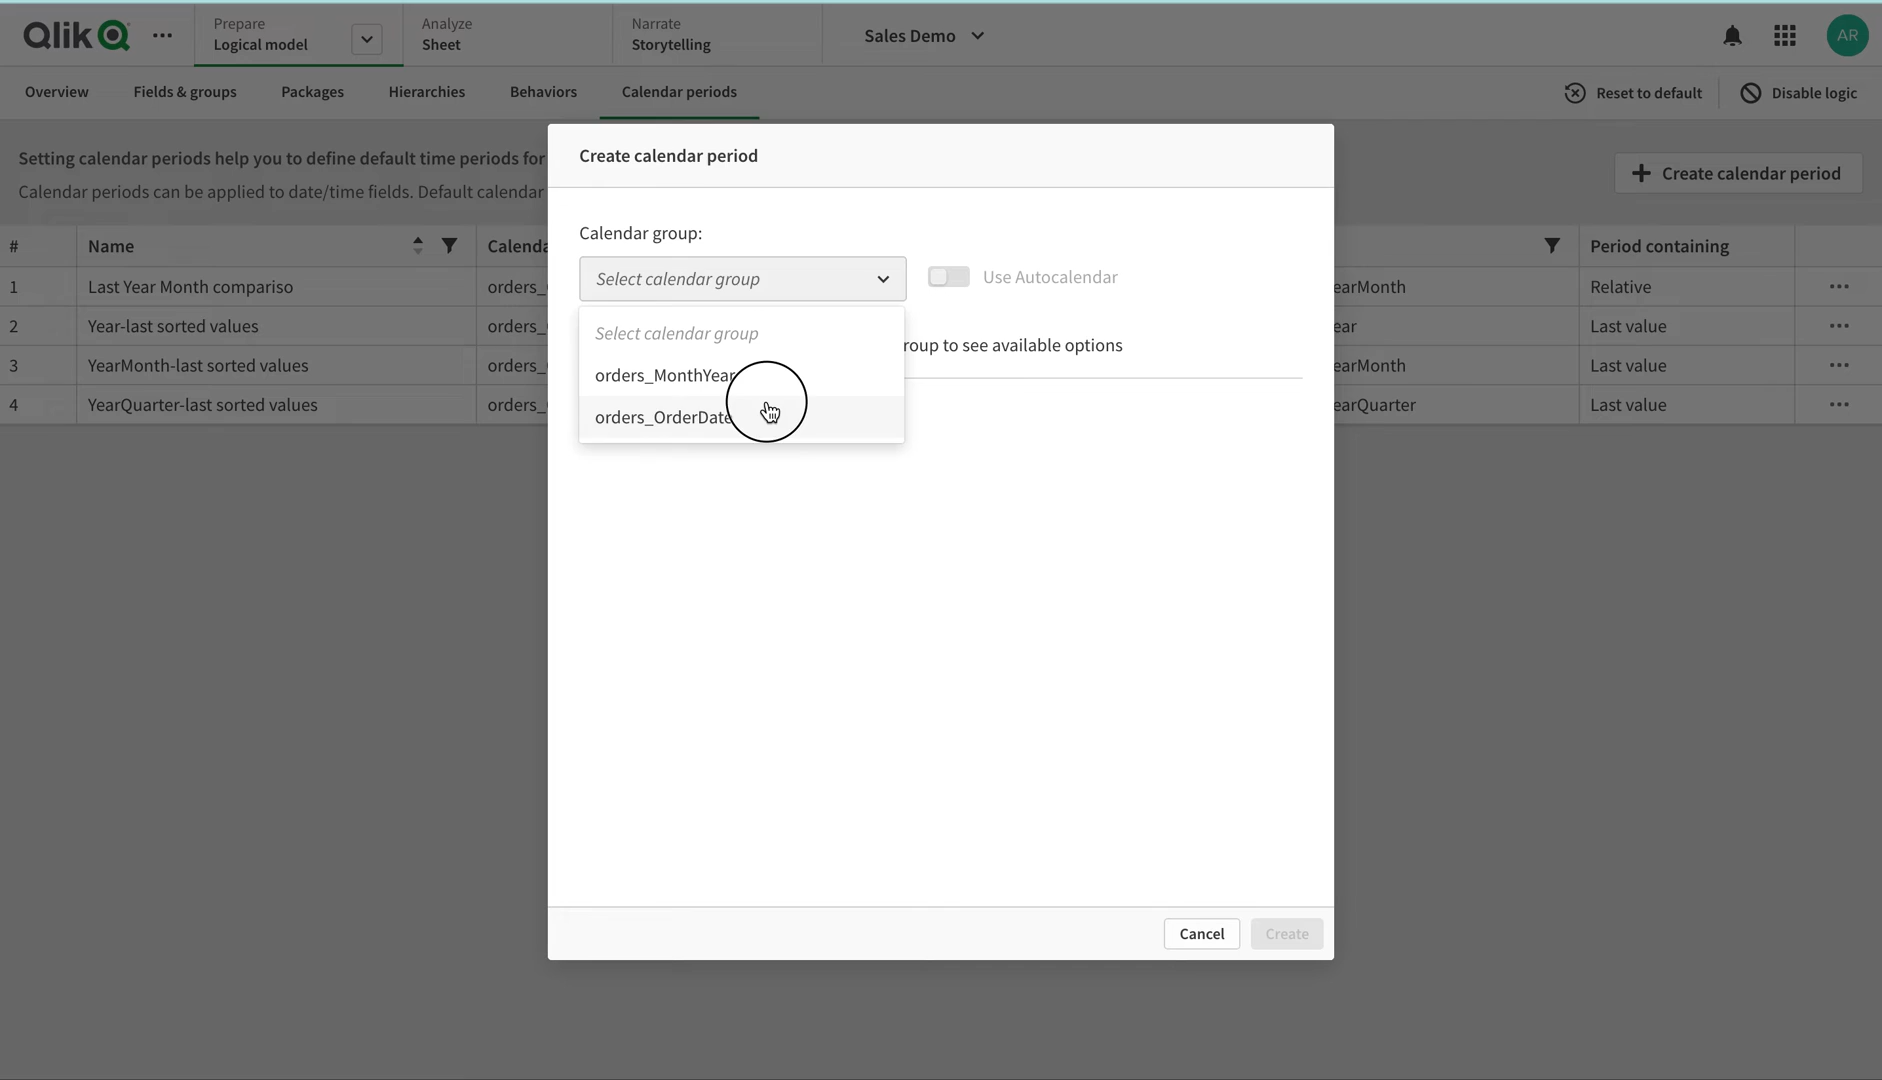 Qlik
Prepare
Logical model
Analyze
Sheet
Narrate
Storytelling
Sales Demo
AR
Overview
Fields & groups
Packages
Hierarchies
Behaviors
Calendar periods
Reset to default
Disable logic
Setting calendar periods help you to define default time periods for
Calendar periods can be applied to date/time fields. Default calendar
Create calendar period
# Name Calenda Period containing
1 Last Year Month compariso orders_ earMonth Relative
2 Year-last sorted values orders_ ear Last value
3 YearMonth-last sorted values orders_ earMonth Last value
4 YearQuarter-last sorted values orders_ earQuarter Last value
Create calendar period
Calendar group:
Select calendar group
Use Autocalendar
Select calendar group
roup to see available options
orders_MonthYear
orders_OrderDate
Cancel
Create